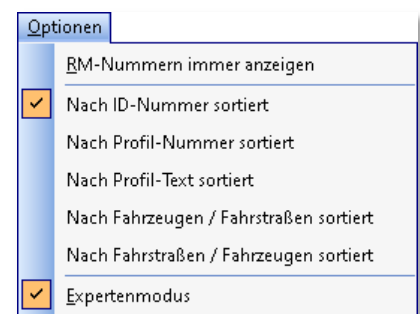 Optionen
RM-Nummern immer anzeigen
Nach ID-Nummer sortiert
Nach Profil-Nummer sortiert
Nach Profil-Text sortiert
Nach Fahrzeugen / Fahrstraßen sortiert
Nach Fahrstraßen / Fahrzeugen sortiert
Expertenmodus